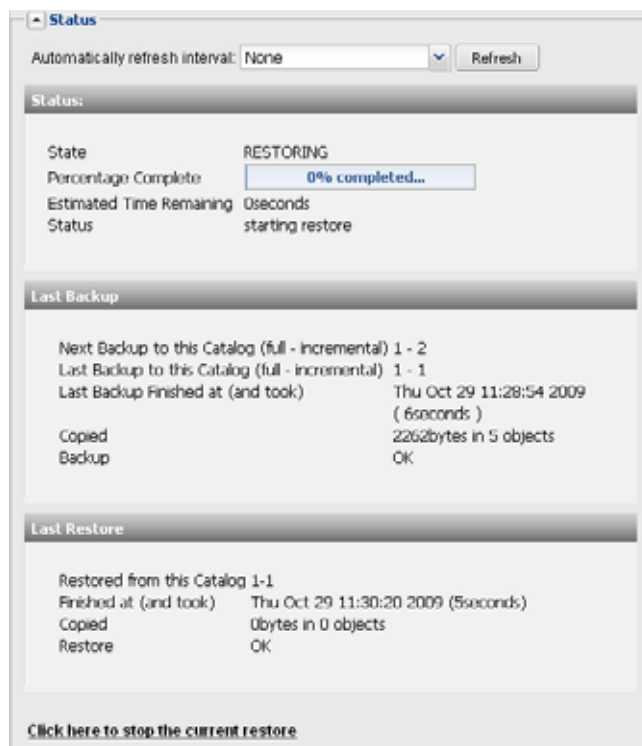 Status
Automatically refresh interval: None Refresh
Status:
State RESTORING
Percentage Complete 0% completed...
Estimated Time Remaining 0seconds
Status starting restore
Last Backup
Next Backup to this Catalog (full - incremental) 1 - 2
Last Backup to this Catalog (full - incremental) 1 - 1
Last Backup Finished at (and took) Thu Oct 29 11:28:54 2009
( 6seconds )
Copied 2262bytes in 5 objects
Backup OK
Last Restore
Restored from this Catalog 1-1
Finished at (and took) Thu Oct 29 11:30:20 2009 (5seconds)
Copied 0bytes in 0 objects
Restore OK
Click here to stop the current restore